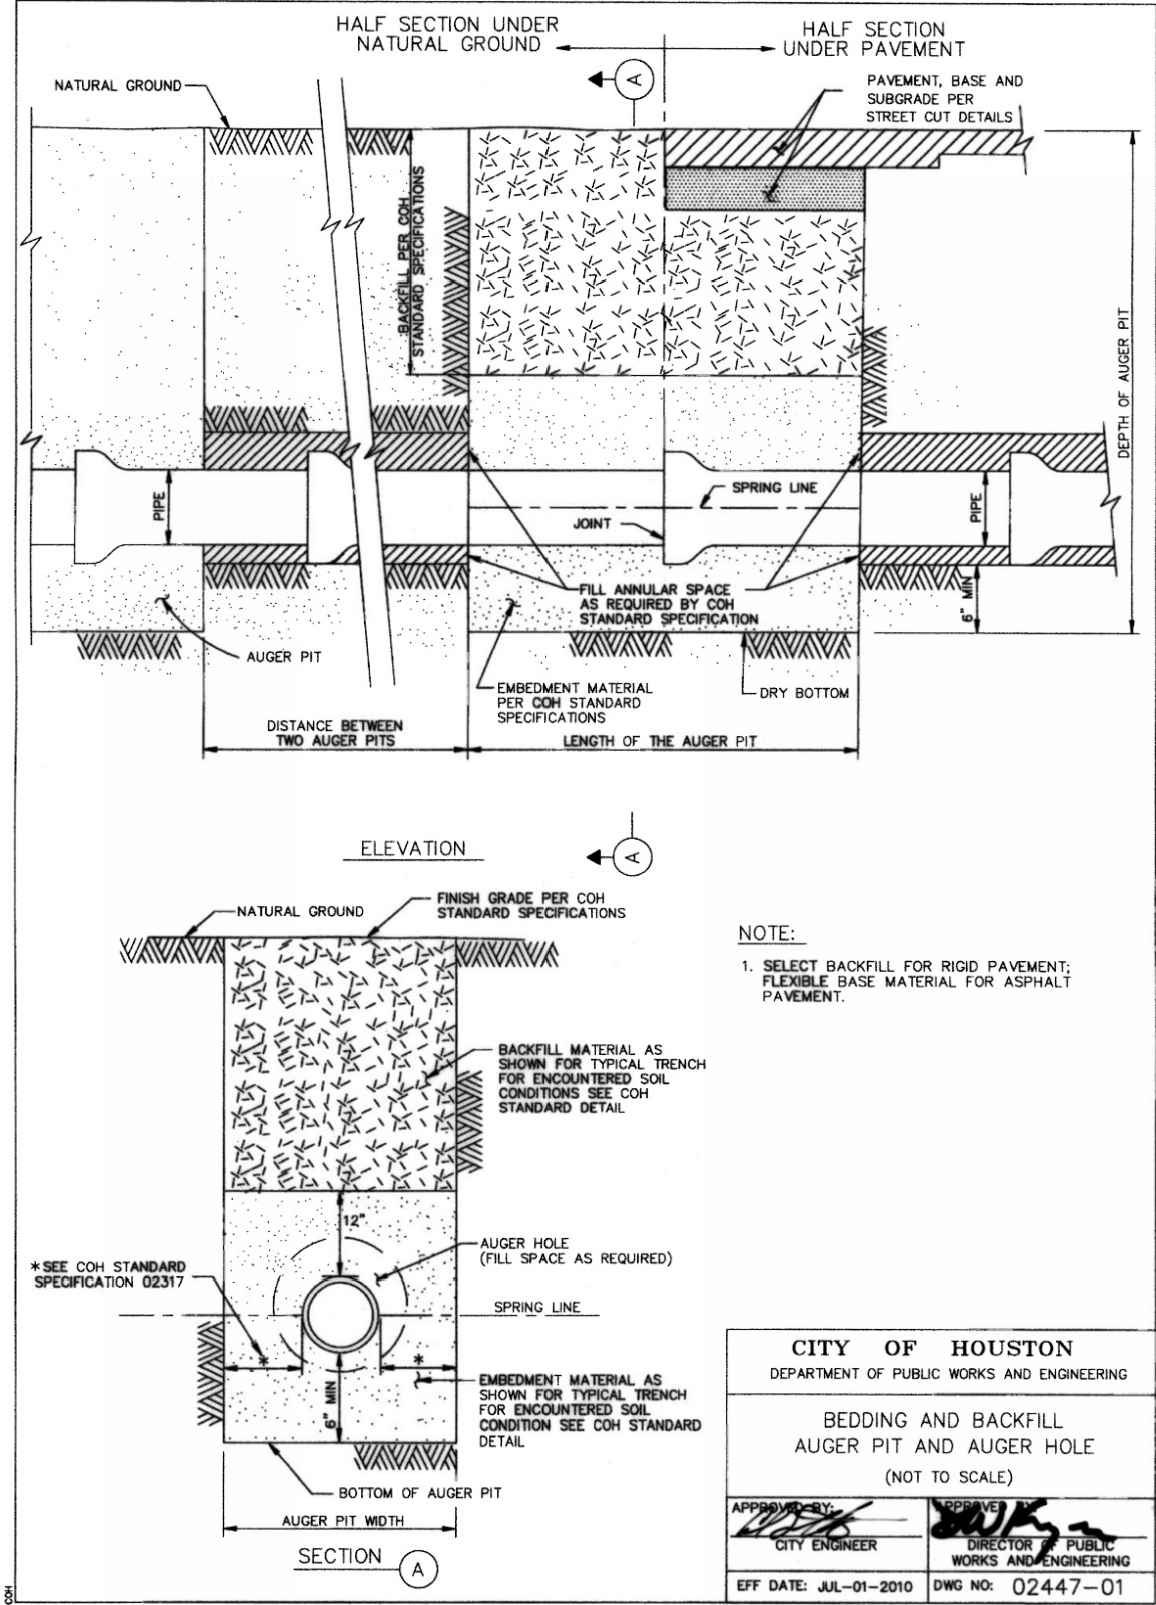 HALF SECTION UNDER
NATURAL GROUND
HALF SECTION
UNDER PAVEMENT
A
NATURAL GROUND
PAVEMENT, BASE AND
SUBGRADE PER
STREET CUT DETAILS
BACKFILL PER COH
STANDARD SPECIFICATIONS
DEPTH OF AUGER PIT
PIPE
SPRING LINE
JOINT
PIPE
FILL ANNULAR SPACE
AS REQUIRED BY COH
STANDARD SPECIFICATION
6" MIN
AUGER PIT
EMBEDMENT MATERIAL
PER COH STANDARD
SPECIFICATIONS
DRY BOTTOM
DISTANCE BETWEEN
TWO AUGER PITS
LENGTH OF THE AUGER PIT
ELEVATION
A
NATURAL GROUND
FINISH GRADE PER COH
STANDARD SPECIFICATIONS
NOTE:
1. SELECT BACKFILL FOR RIGID PAVEMENT;
FLEXIBLE BASE MATERIAL FOR ASPHALT
PAVEMENT.
BACKFILL MATERIAL AS
SHOWN FOR TYPICAL TRENCH
FOR ENCOUNTERED SOIL
CONDITIONS SEE COH
STANDARD DETAIL
12"
AUGER HOLE
(FILL SPACE AS REQUIRED)
* SEE COH STANDARD
SPECIFICATION 02317
SPRING LINE
* *
6" MIN
EMBEDMENT MATERIAL AS
SHOWN FOR TYPICAL TRENCH
FOR ENCOUNTERED SOIL
CONDITION SEE COH STANDARD
DETAIL
BOTTOM OF AUGER PIT
AUGER PIT WIDTH
SECTION A
CITY OF HOUSTON
DEPARTMENT OF PUBLIC WORKS AND ENGINEERING
BEDDING AND BACKFILL
AUGER PIT AND AUGER HOLE
(NOT TO SCALE)
APPROVED BY:
CITY ENGINEER
APPROVED BY:
DIRECTOR OF PUBLIC
WORKS AND ENGINEERING
EFF DATE: JUL-01-2010
DWG NO: 02447-01
COH